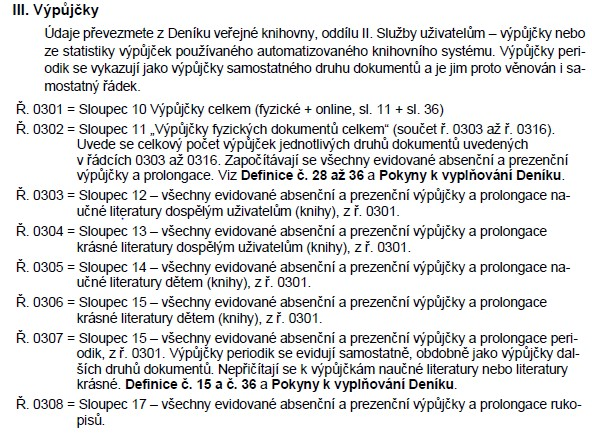 III. Výpůjčky
Údaje převezmete z Deníku veřejné knihovny, oddílu II. Služby uživatelům – výpůjčky nebo
ze statistiky výpůjček používaného automatizovaného knihovního systému. Výpůjčky peri-
odik se vykazují jako výpůjčky samostatného druhu dokumentů a je jim proto věnován i sa-
mostatný řádek.
Ř. 0301 = Sloupec 10 Výpůjčky celkem (fyzické + online, sl. 11 + sl. 36)
Ř. 0302 = Sloupec 11 „Výpůjčky fyzických dokumentů celkem“ (součet ř. 0303 až ř. 0316).
Uvede se celkový počet výpůjček jednotlivých druhů dokumentů uvedených
v řádcích 0303 až 0316. Započítávají se všechny evidované absenční a prezenční
výpůjčky a prolongace. Viz Definice č. 28 až 36 a Pokyny k vyplňování Deníku.
Ř. 0303 = Sloupec 12 – všechny evidované absenční a prezenční výpůjčky a prolongace na-
učné literatury dospělým uživatelům (knihy), z ř. 0301.
Ř. 0304 = Sloupec 13 – všechny evidované absenční a prezenční výpůjčky a prolongace
krásné literatury dospělým uživatelům (knihy), z ř. 0301.
Ř. 0305 = Sloupec 14 – všechny evidované absenční a prezenční výpůjčky a prolongace na-
učné literatury dětem (knihy), z ř. 0301.
Ř. 0306 = Sloupec 15 – všechny evidované absenční a prezenční výpůjčky a prolongace
krásné literatury dětem (knihy), z ř. 0301.
Ř. 0307 = Sloupec 15 – všechny evidované absenční a prezenční výpůjčky a prolongace peri-
odik, z ř. 0301. Výpůjčky periodik se evidují samostatně, obdobně jako výpůjčky dal-
ších druhů dokumentů. Nepřičítají se k výpůjčkám naučné literatury nebo literatury
krásné. Definice č. 15 a č. 36 a Pokyny k vyplňování Deníku.
Ř. 0308 = Sloupec 17 – všechny evidované absenční a prezenční výpůjčky a prolongace ruko-
pisů.